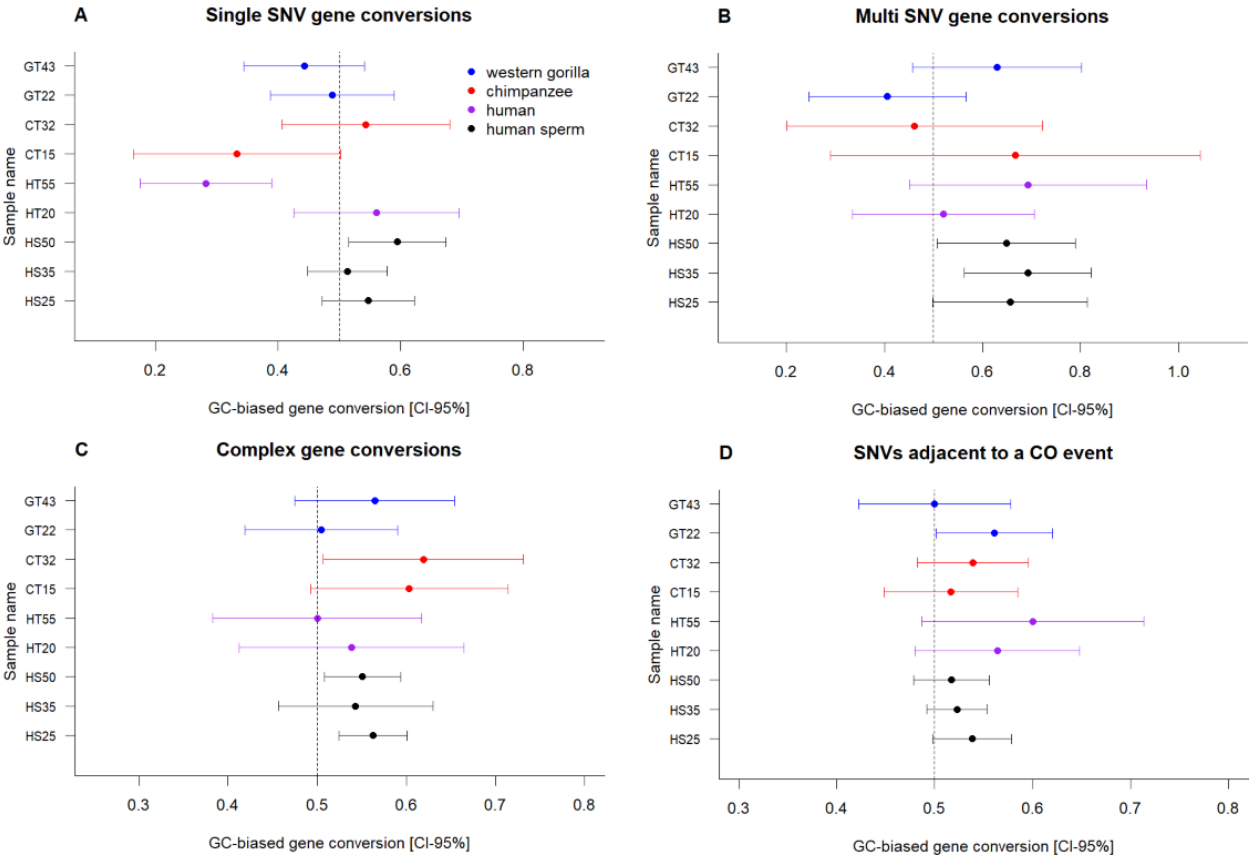 A Single SNV gene conversions
Sample name
GT43
GT22
CT32
CT15
HT55
HT20
HS50
HS35
HS25
western gorilla
chimpanzee
human
human sperm
0.2 0.4 0.6 0.8
GC-biased gene conversion [CI-95%]
B Multi SNV gene conversions
Sample name
GT43
GT22
CT32
CT15
HT55
HT20
HS50
HS35
HS25
0.2 0.4 0.6 0.8 1.0
GC-biased gene conversion [CI-95%]
C Complex gene conversions
Sample name
GT43
GT22
CT32
CT15
HT55
HT20
HS50
HS35
HS25
0.3 0.4 0.5 0.6 0.7 0.8
GC-biased gene conversion [CI-95%]
D SNVs adjacent to a CO event
Sample name
GT43
GT22
CT32
CT15
HT55
HT20
HS50
HS35
HS25
0.3 0.4 0.5 0.6 0.7 0.8
GC-biased gene conversion [CI-95%]